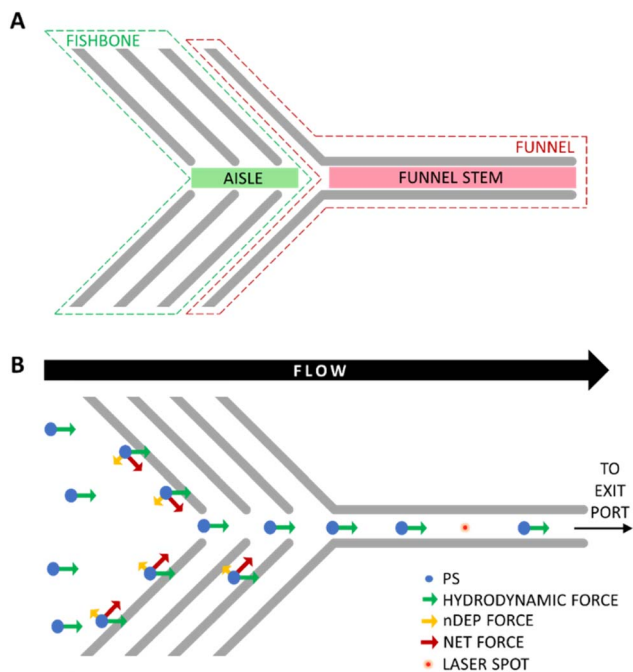 A
FISHBONE
FUNNEL
AISLE
FUNNEL STEM
B
FLOW
TO
EXIT
PORT
PS
HYDRODYNAMIC FORCE
nDEP FORCE
NET FORCE
LASER SPOT